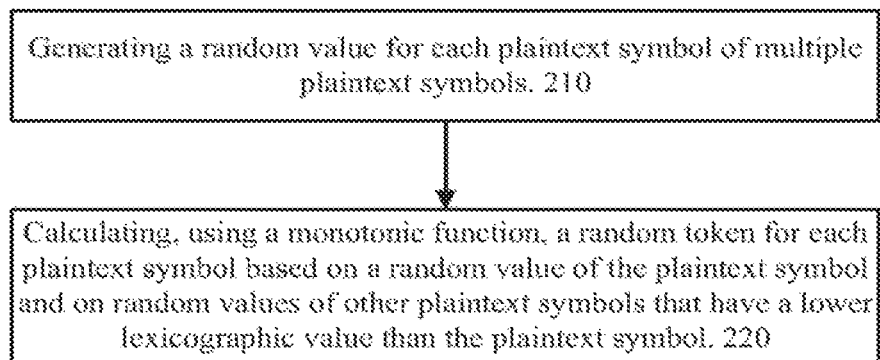 Generating a random value for each plaintext symbol of multiple
plaintext symbols. 210
Calculating, using a monotonic function, a random token for each
plaintext symbol based on a random value of the plaintext symbol
and on random values of other plaintext symbols that have a lower
lexicographic value than the plaintext symbol. 220